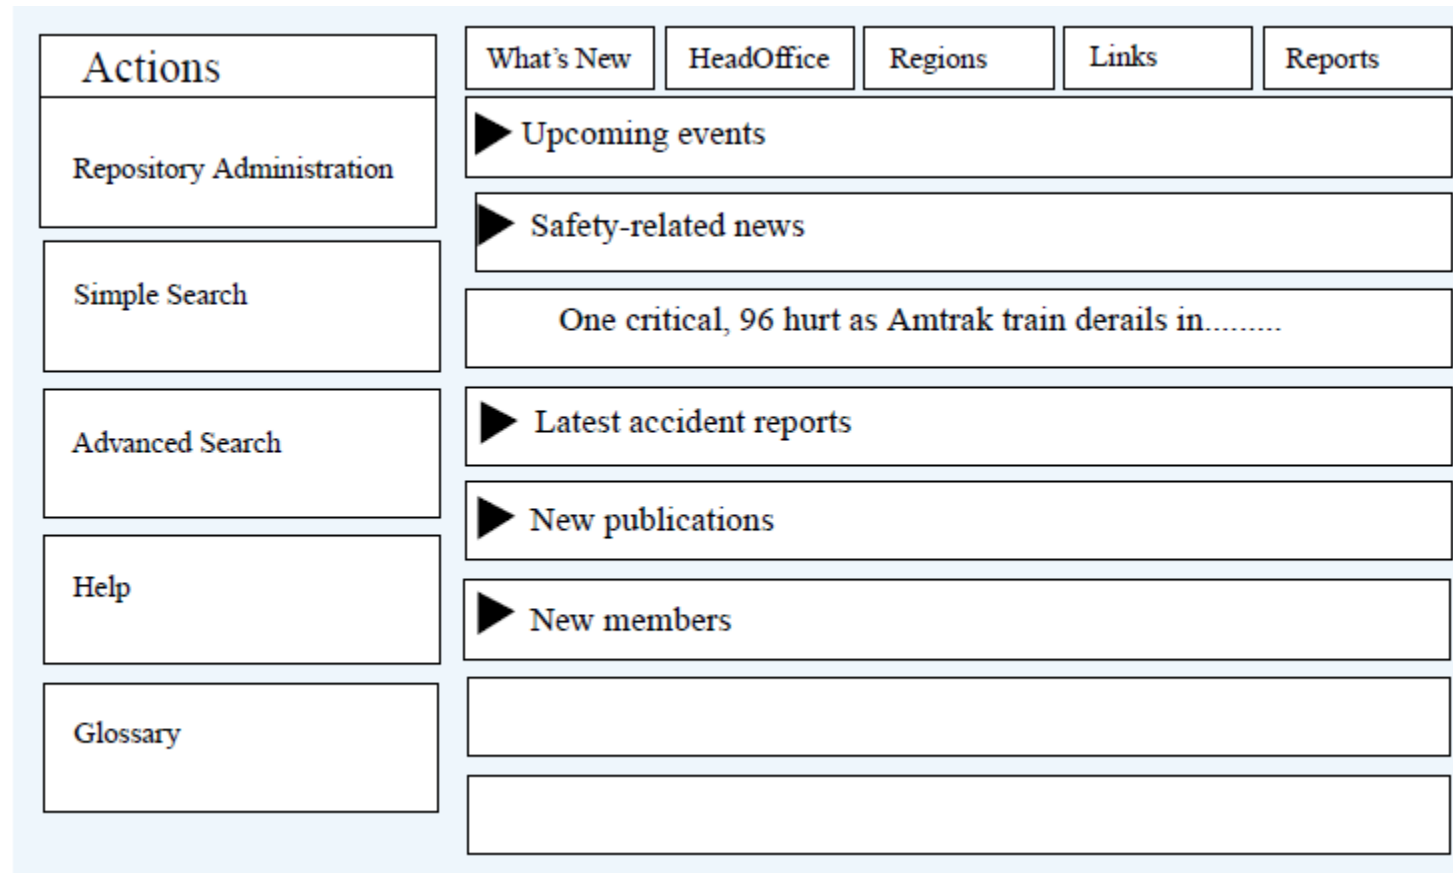 Actions
Repository Administration
Simple Search
Advanced Search
Help
Glossary
What's New
HeadOffice
Regions
Links
Reports
Upcoming events
Safety-related news
One critical, 96 hurt as Amtrak train derails in.........
Latest accident reports
New publications
New members